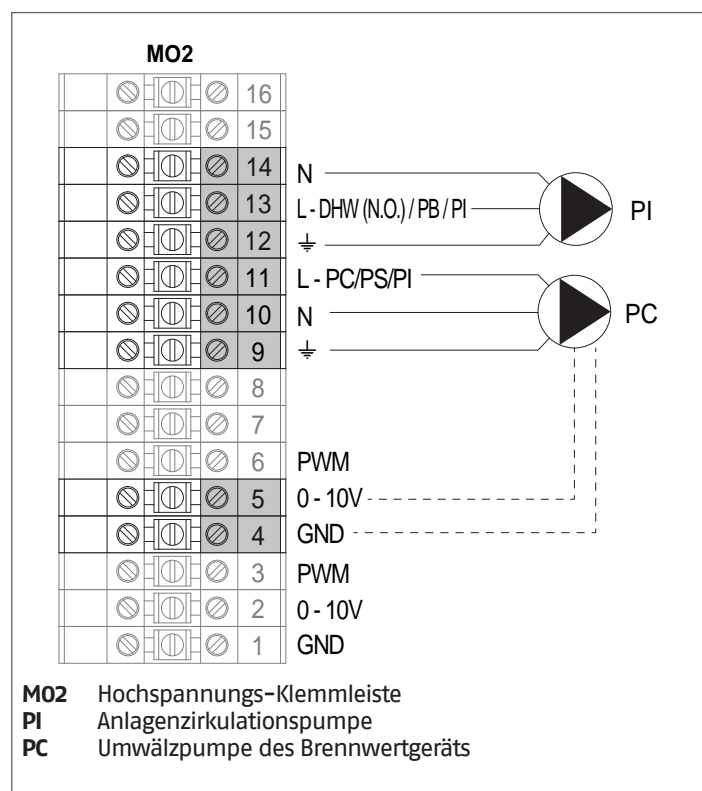 MO2
16
15
14 N
13 L - DHW (N.O.) / PB / PI PI
12
11 L - PC/PS/PI
10 N PC
9
8
7
6 PWM
5 0 - 10V
4 GND
3 PWM
2 0 - 10V
1 GND
MO2 Hochspannungs-Klemmleiste
PI Anlagenzirkulationspumpe
PC Umwälzpumpe des Brennwertgeräts